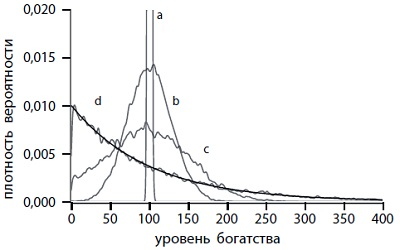 плотность вероятности
0,020
0,015
0,010
0,005
0,000
a
b
c
d
0 50 100 150 200 250 300 350 400
уровень богатства